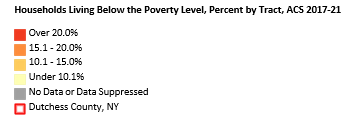 Households Living Below the Poverty Level, Percent by Tract, ACS 2017-21
Over 20.0%
15.1 - 20.0%
10.1 - 15.0%
Under 10.1%
No Data or Data Suppressed
Dutchess County, NY